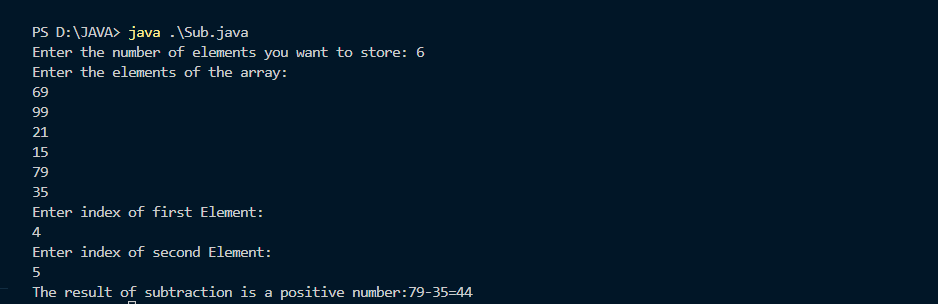 PS D:\JAVA> java .\Sub.java
Enter the number of elements you want to store: 6
Enter the elements of the array:
69
99
21
15
79
35
Enter index of first Element:
4
Enter index of second Element:
5
The result of subtraction is a positive number:79-35=44